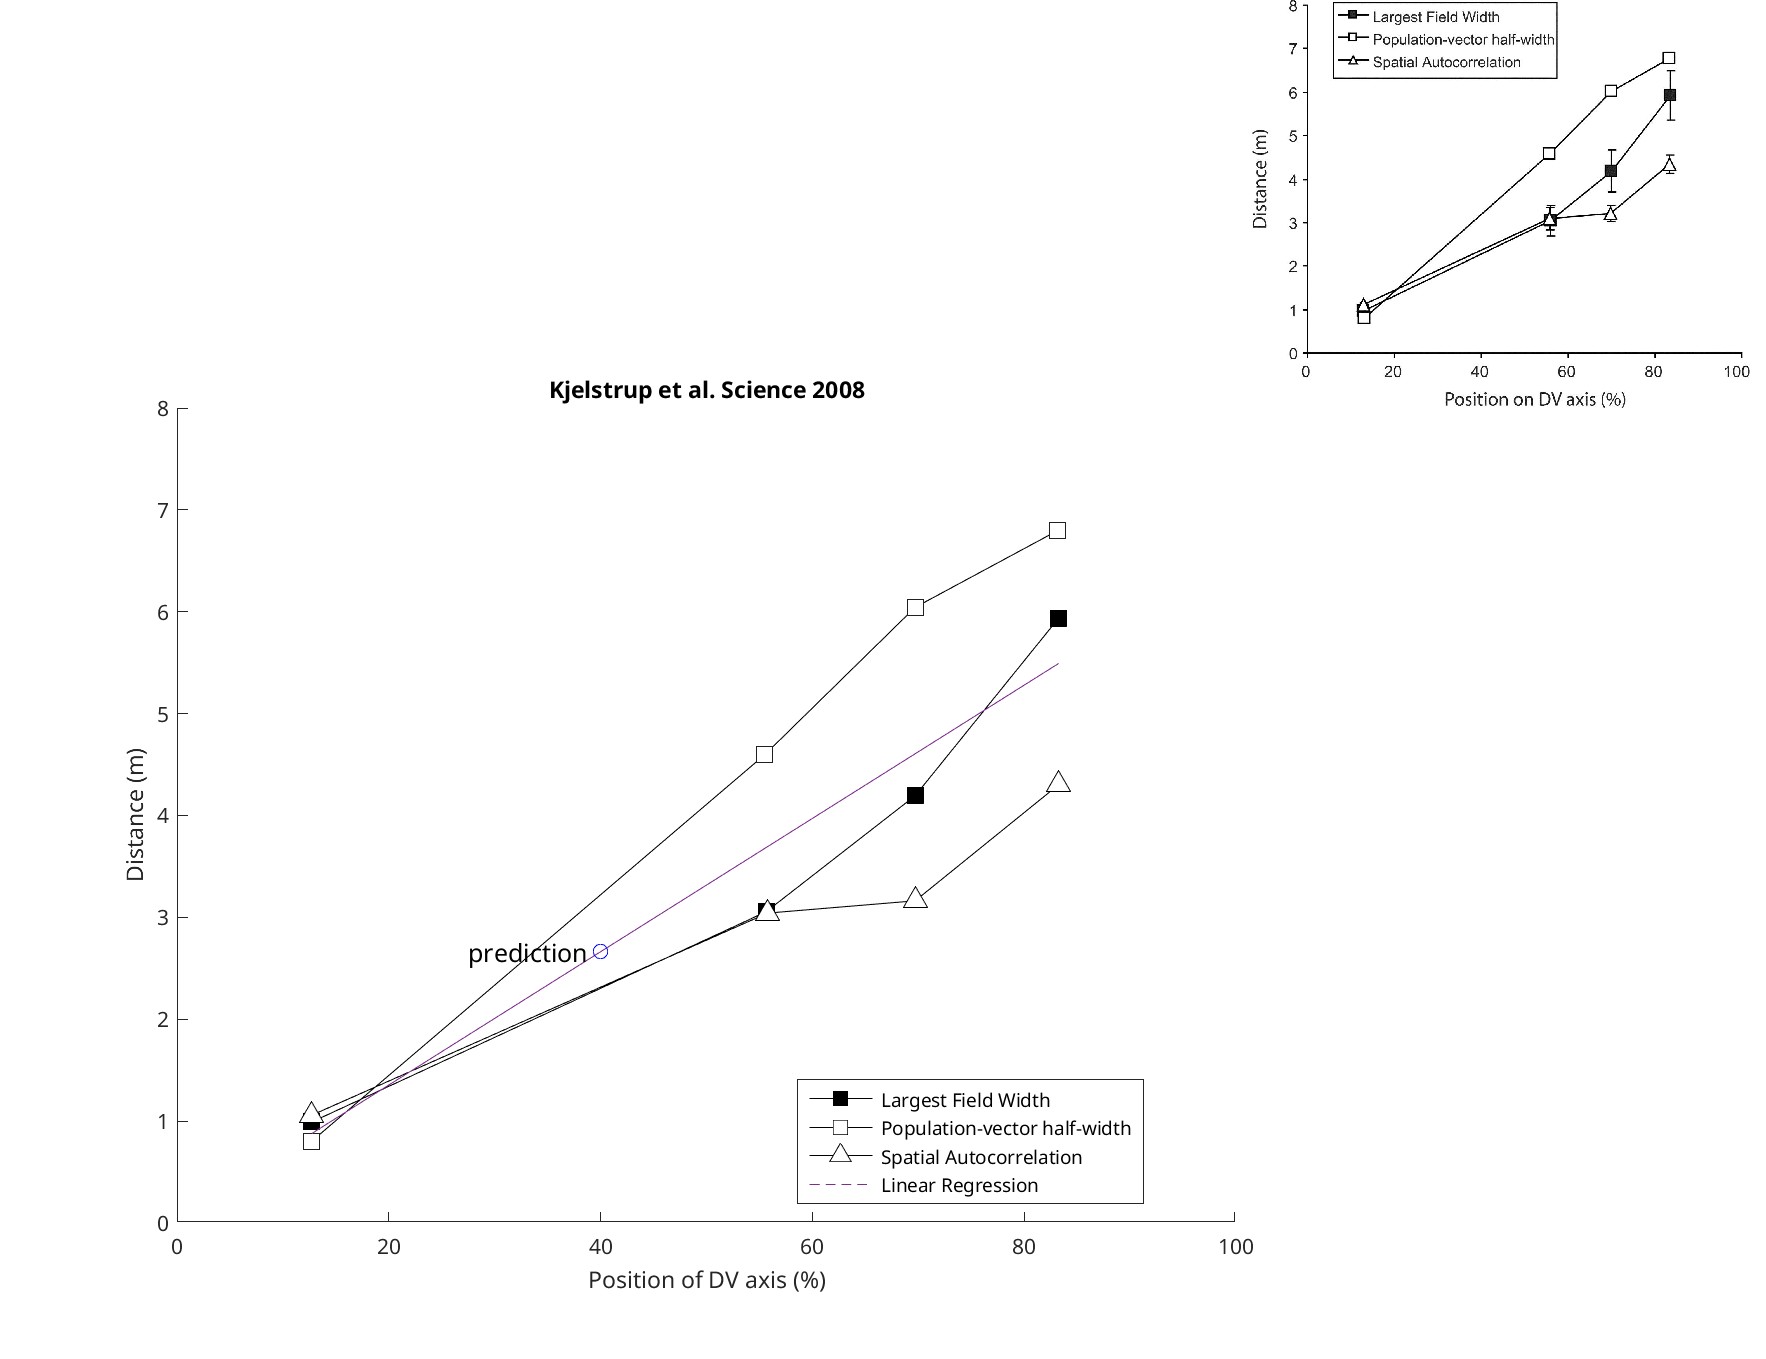 8
7
6
5
4
3
2
1
0
Distance (m)
Largest Field Width
Population-vector half-width
Spatial Autocorrelation
0 20 40 60 80 100
Position on DV axis (%)
Kjelstrup et al. Science 2008
8
7
6
5
4
3
2
1
0
Distance (m)
prediction
Largest Field Width
Population-vector half-width
Spatial Autocorrelation
Linear Regression
0 20 40 60 80 100
Position of DV axis (%)